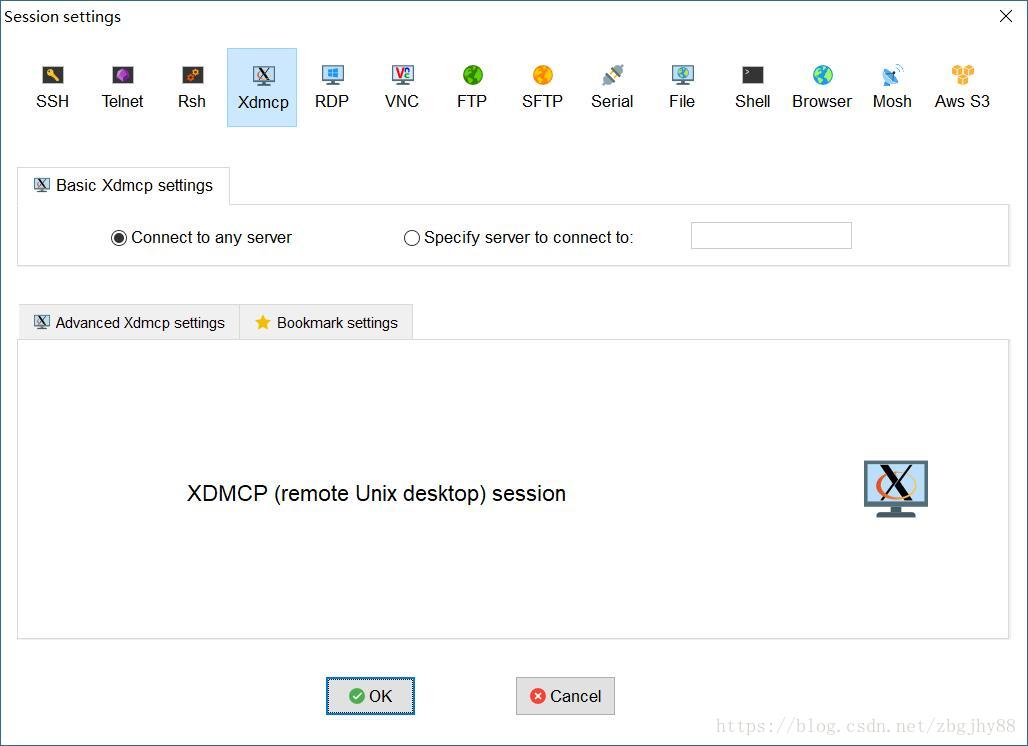 Session settings
SSH Telnet Rsh Xdmcp RDP VNC FTP SFTP Serial File Shell Browser Mosh Aws S3
Basic Xdmcp settings
Connect to any server Specify server to connect to:
Advanced Xdmcp settings Bookmark settings
XDMCP (remote Unix desktop) session
OK Cancel
https://blog.csdn.net/zbgjhy88